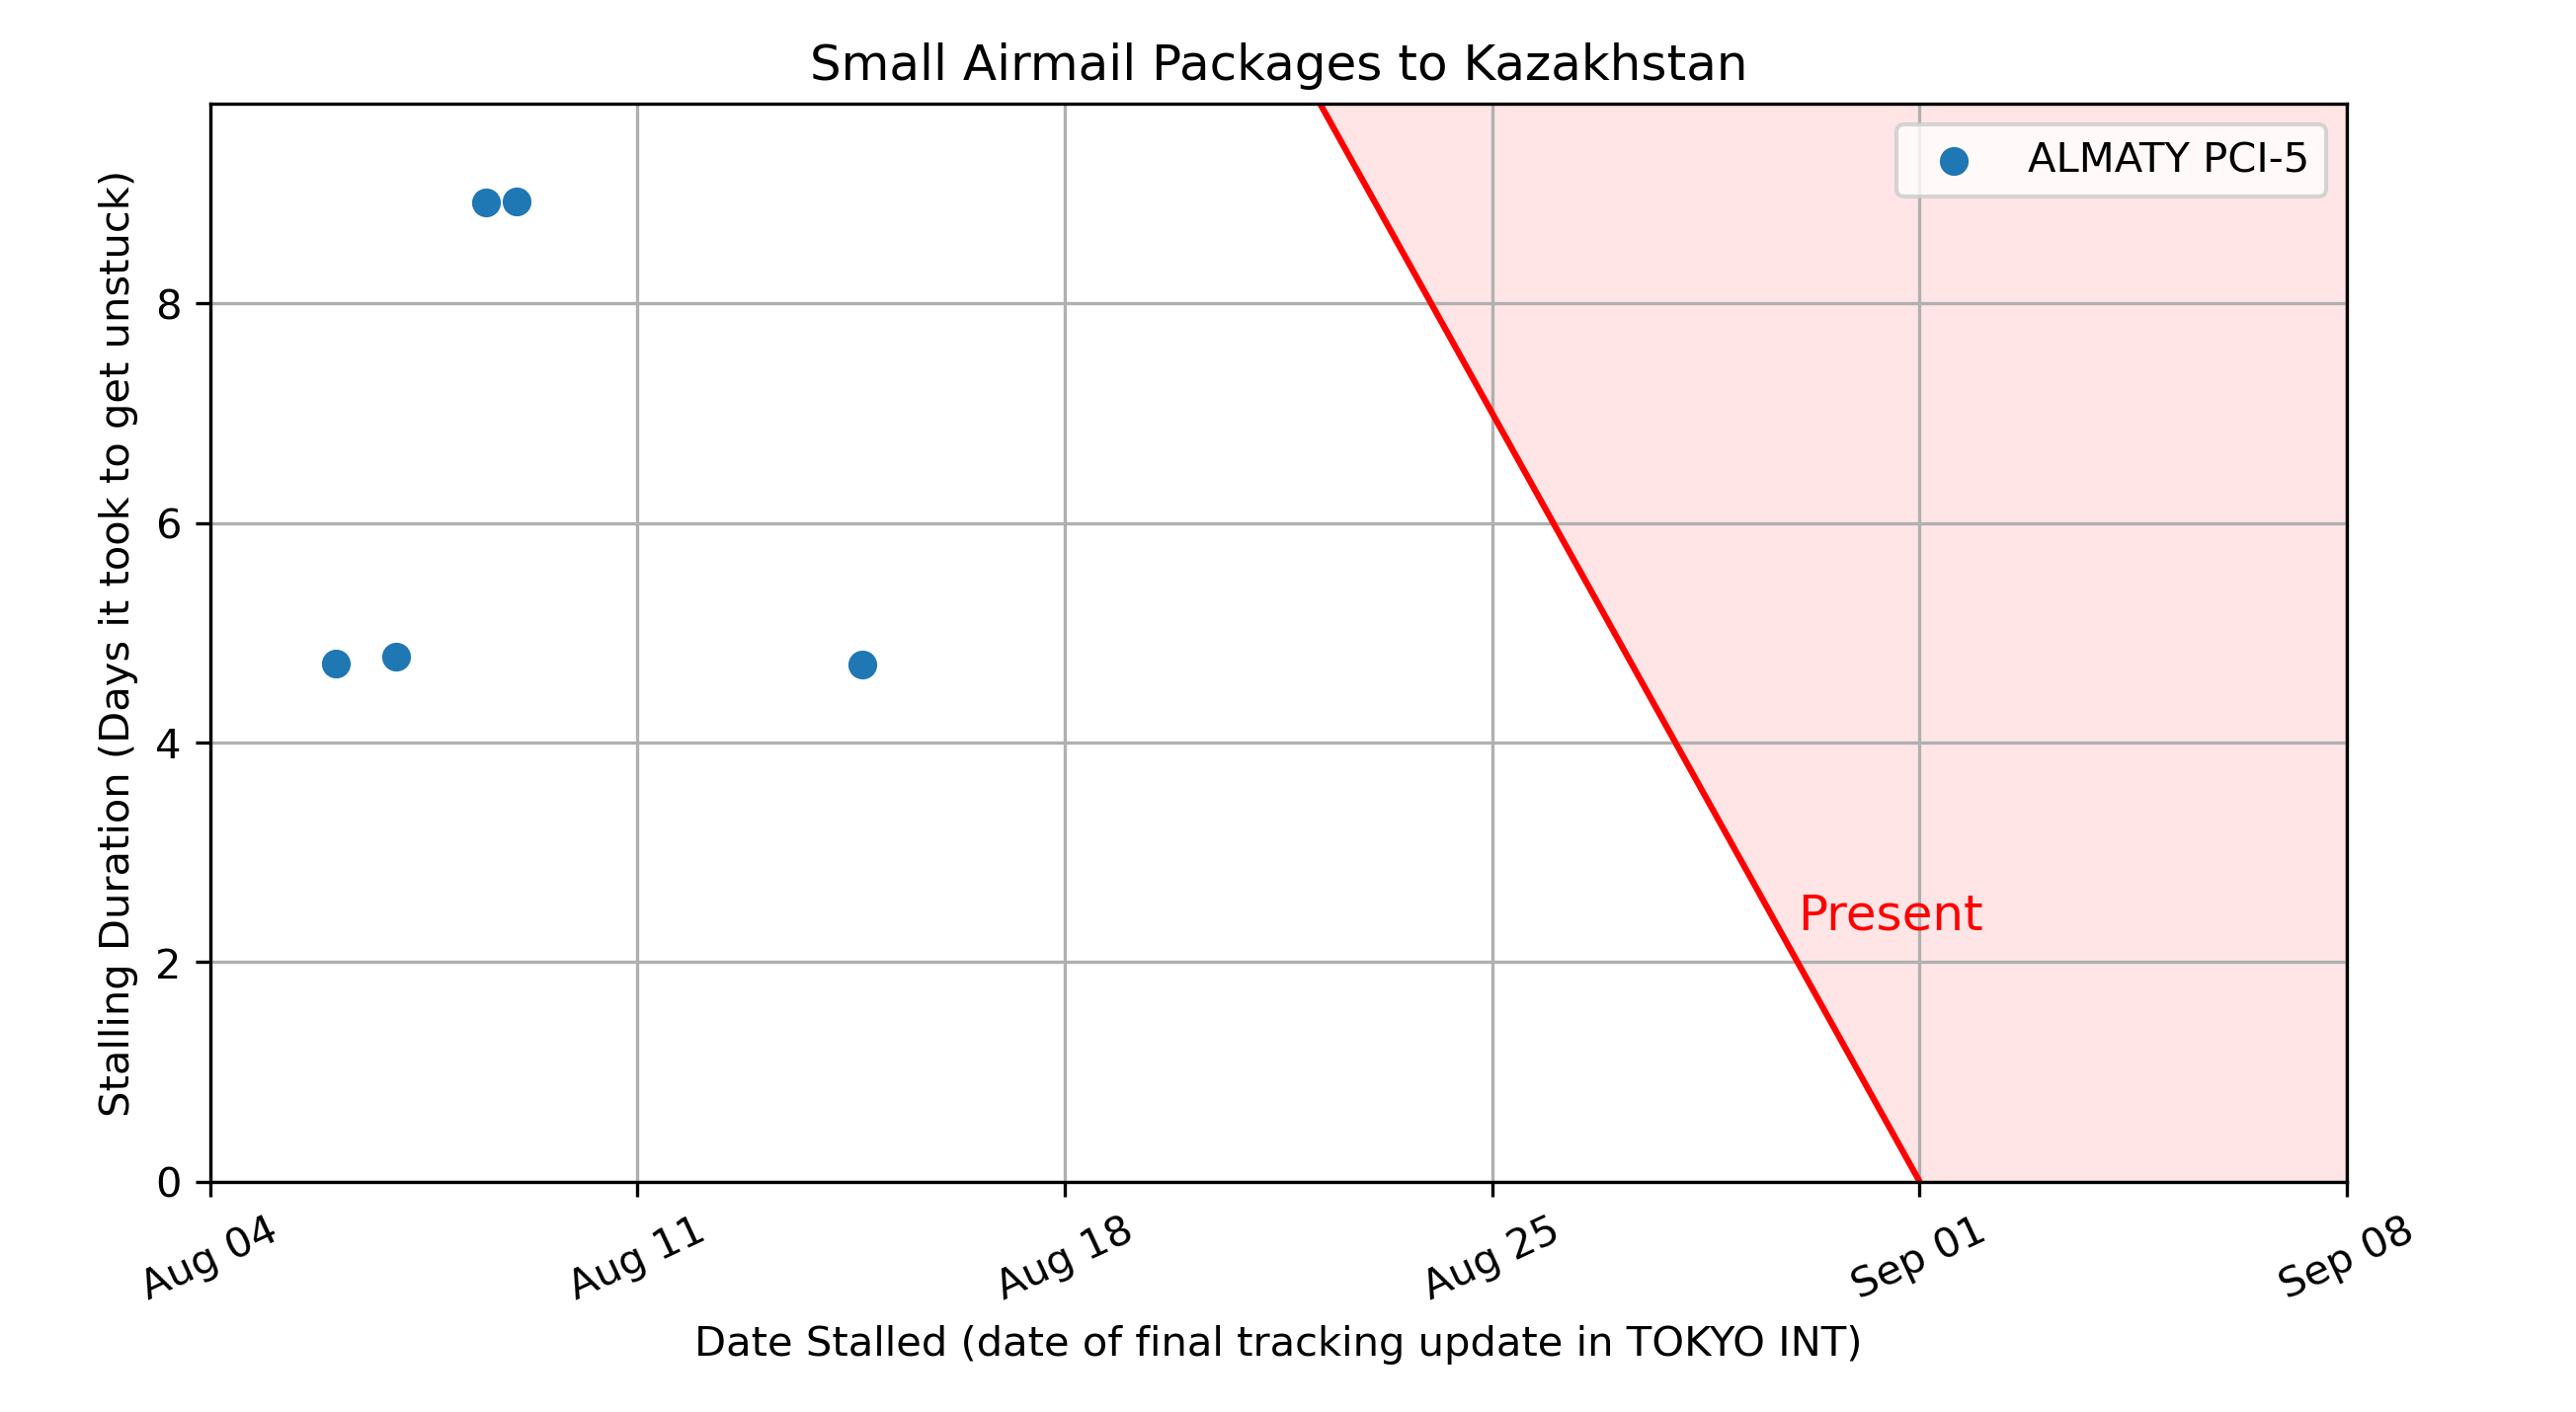 Small Airmail Packages to Kazakhstan
ALMATY PCI-5
Stalling Duration (Days it took to get unstuck)
8
6
4
2
0
Present
Aug 04
Aug 11
Aug 18
Aug 25
Sep 01
Sep 08
Date Stalled (date of final tracking update in TOKYO INT)